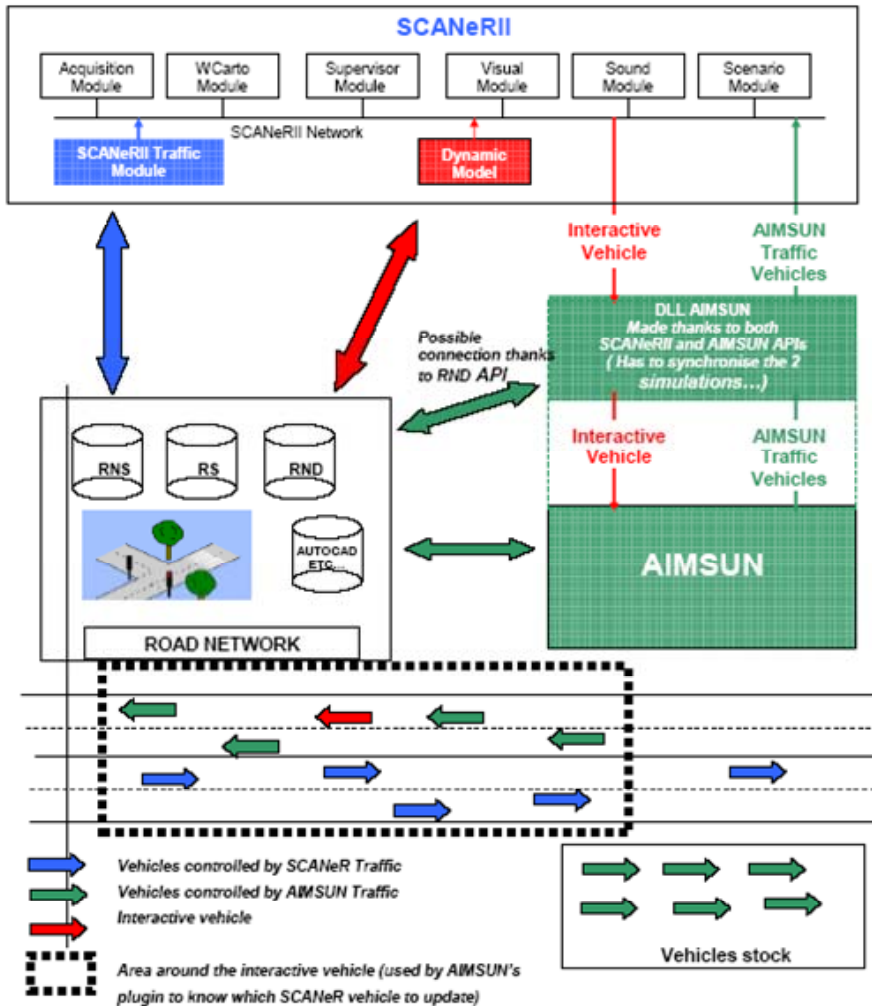 SCANeRII
Acquisition
Module
WCarto
Module
Supervisor
Module
Visual
Module
Sound
Module
Scenario
Module
SCANeRII Network
SCANeRII Traffic
Module
Dynamic
Model
Interactive
Vehicle
AIMSUN
Traffic
Vehicles
DLL AIMSUN
Made thanks to both
SCANeRII and AIMSUN APIs
( Has to synchronise the 2
simulations…)
Possible
connection thanks
to RND API
Interactive
Vehicle
AIMSUN
Traffic
Vehicles
RNS
RS
RND
AUTOCAD
ETC...
AIMSUN
ROAD NETWORK
Vehicles controlled by SCANeR Traffic
Vehicles controlled by AIMSUN Traffic
Interactive vehicle
Area around the interactive vehicle (used by AIMSUN's
plugin to know which SCANeR vehicle to update)
Vehicles stock